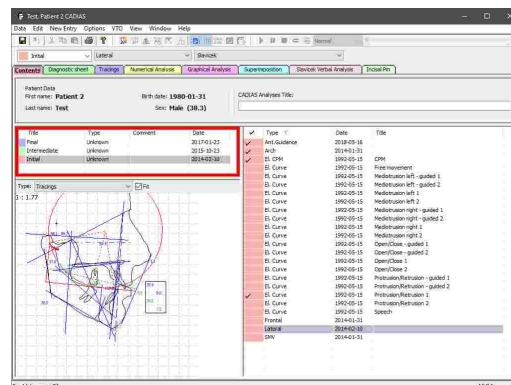 Test, Patient 2 CADIAS
Data Edit New Entry Options VTO View Window Help
Normal
Initial Lateral Slavicek
Contents Diagnostic sheet Tracings Numerical Analysis Graphical Analysis Superimposition Slavicek Verbal Analysis Incisal Pin
Patient Data
First name: Patient 2 Birth date: 1980-01-31 CADIAS Analyses Title:
Last name: Test Sex: Male (38.3)
Title Type Comment Date
Final Unknown 2017-01-23
Intermediate Unknown 2015-10-23
Initial Unknown 2014-02-10
Type: Tracings Fit
1 : 1.77
Type Date Title
Ant.Guidance 2018-03-16
Arch 2014-01-31
El. CPM 1992-05-15 CPM
El. Curve 1992-05-15 Free movement
El. Curve 1992-05-15 Mediotrusion left - guided 1
El. Curve 1992-05-15 Mediotrusion left - guided 2
El. Curve 1992-05-15 Mediotrusion left 1
El. Curve 1992-05-15 Mediotrusion left 2
El. Curve 1992-05-15 Mediotrusion right - guided 1
El. Curve 1992-05-15 Mediotrusion right - guided 2
El. Curve 1992-05-15 Mediotrusion right 1
El. Curve 1992-05-15 Mediotrusion right 2
El. Curve 1992-05-15 Open/Close - guided 1
El. Curve 1992-05-15 Open/Close - guided 2
El. Curve 1992-05-15 Open/Close 1
El. Curve 1992-05-15 Open/Close 2
El. Curve 1992-05-15 Protrusion/Retrusion - guided 1
El. Curve 1992-05-15 Protrusion/Retrusion - guided 2
El. Curve 1992-05-15 Protrusion/Retrusion 1
El. Curve 1992-05-15 Protrusion/Retrusion 2
El. Curve 1992-05-15 Speech
Frontal 2014-01-31
Lateral 2014-02-10
SMV 2014-01-31